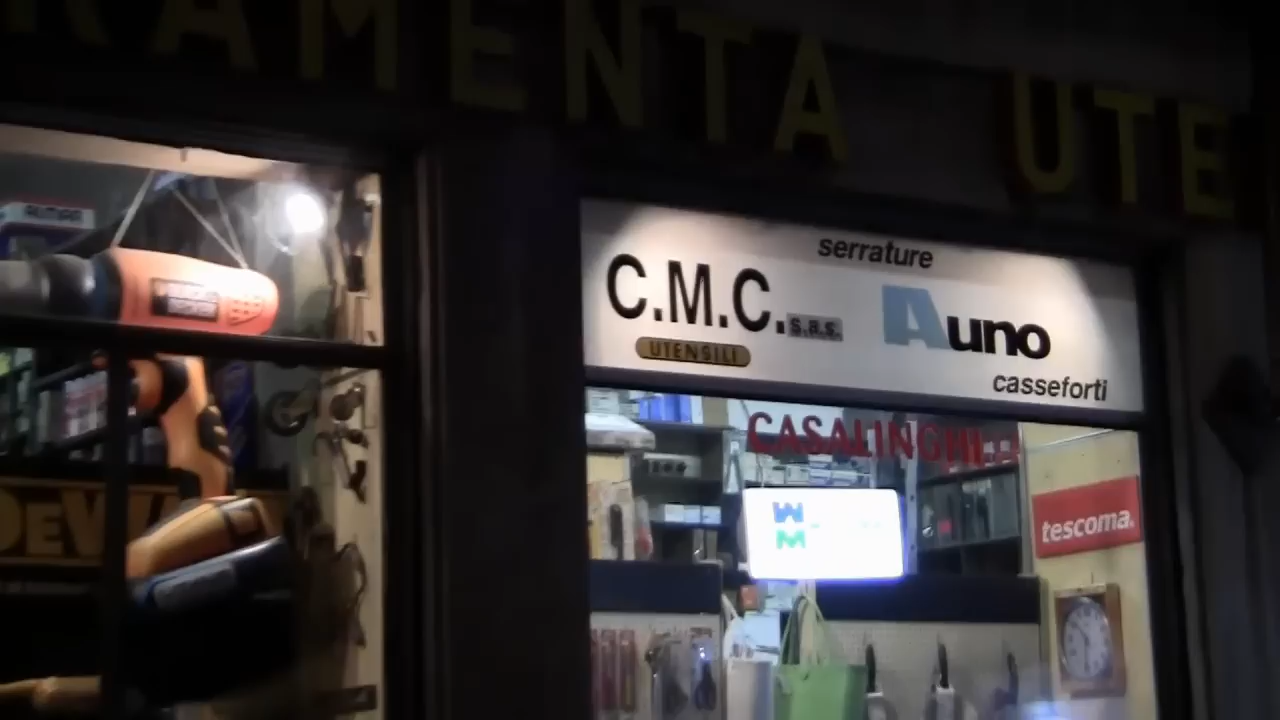 RAMENTA UTE
C.M.C. s.a.s.
UTENSILI
serrature
Auno
casseforti
CASALINGHI
tescoma.
DEW
W
M